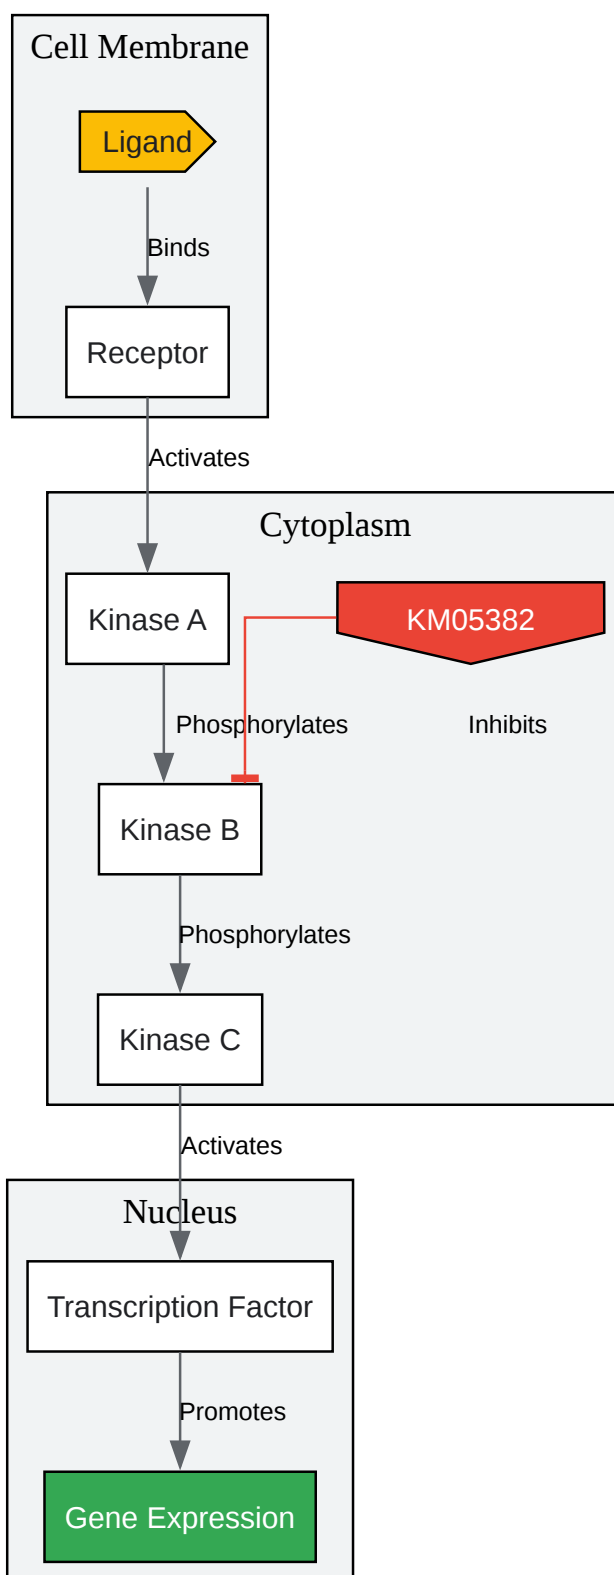 Cell Membrane
Ligand
Binds
Receptor
Activates
Cytoplasm
Kinase A
KM05382
Phosphorylates
Inhibits
Kinase B
Phosphorylates
Kinase C
Activates
Nucleus
Transcription Factor
Promotes
Gene Expression